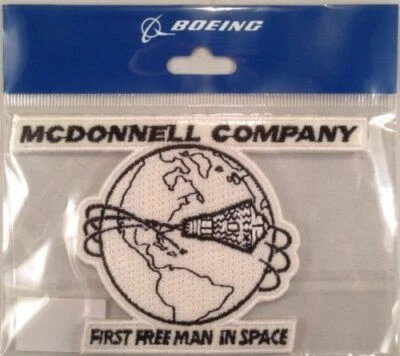 BOEING
MCDONNELL COMPANY
FIRST FREE MAN IN SPACE